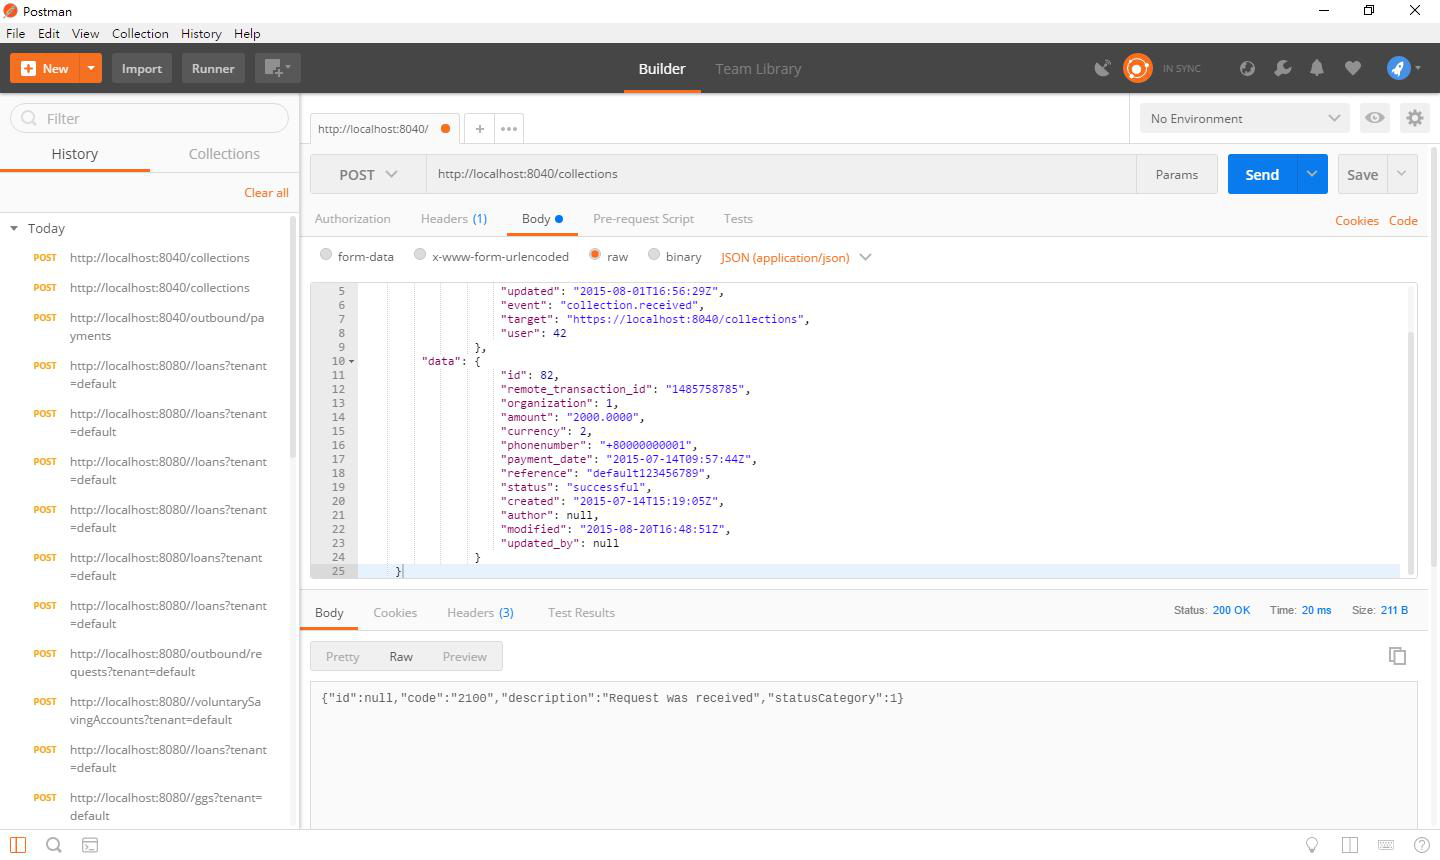 Postman
File Edit View Collection History Help
New Import Runner Builder Team Library IN SYNC
Filter
History Collections
Clear all
Today
POST http://localhost:8040/collections
POST http://localhost:8040/collections
POST http://localhost:8040/outbound/pa
yments
POST http://localhost:8080//loans?tenant
=default
POST http://localhost:8080//loans?tenant
=default
POST http://localhost:8080//loans?tenant
=default
POST http://localhost:8080//loans?tenant
=default
POST http://localhost:8080/loans?tenant
=default
POST http://localhost:8080//loans?tenant
=default
POST http://localhost:8040/outbound/re
quests?tenant=default
POST http://localhost:8080//voluntarySa
vingAccounts?tenant=default
POST http://localhost:8080//loans?tenant
=default
POST http://localhost:8080//ggs?tenant=
default
http://localhost:8040/ + •••
No Environment
POST http://localhost:8040/collections Params Send Save
Authorization Headers (1) Body Pre-request Script Tests Cookies Code
form-data x-www-form-urlencoded raw binary JSON (application/json)
5 "updated": "2015-08-01T16:56:29Z",
6 "event": "collection.received",
7 "target": "https://localhost:8040/collections",
8 "user": 42
9 },
10 "data": {
11 "id": 82,
12 "remote_transaction_id": "1485758785",
13 "organization": 1,
14 "amount": "2000.0000",
15 "currency": 2,
16 "phonenumber": "+80000000001",
17 "payment_date": "2015-07-14T09:57:44Z",
18 "reference": "default123456789",
19 "status": "successful",
20 "created": "2015-07-14T15:19:05Z",
21 "author": null,
22 "modified": "2015-08-20T16:48:51Z",
23 "updated_by": null
24 }
25 }
Body Cookies Headers (3) Test Results Status: 200 OK Time: 20 ms Size: 211 B
Pretty Raw Preview
{"id":null,"code":"2100","description":"Request was received","statusCategory":1}